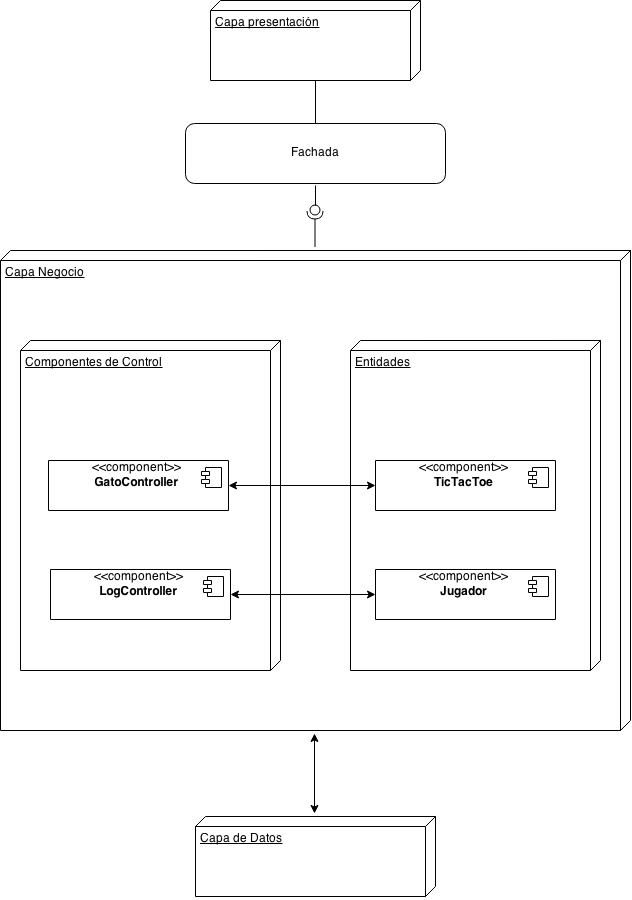 Capa presentación
Fachada
Capa Negocio
Componentes de Control
Entidades
<<component>>
GatoController
<<component>>
TicTacToe
<<component>>
LogController
<<component>>
Jugador
Capa de Datos